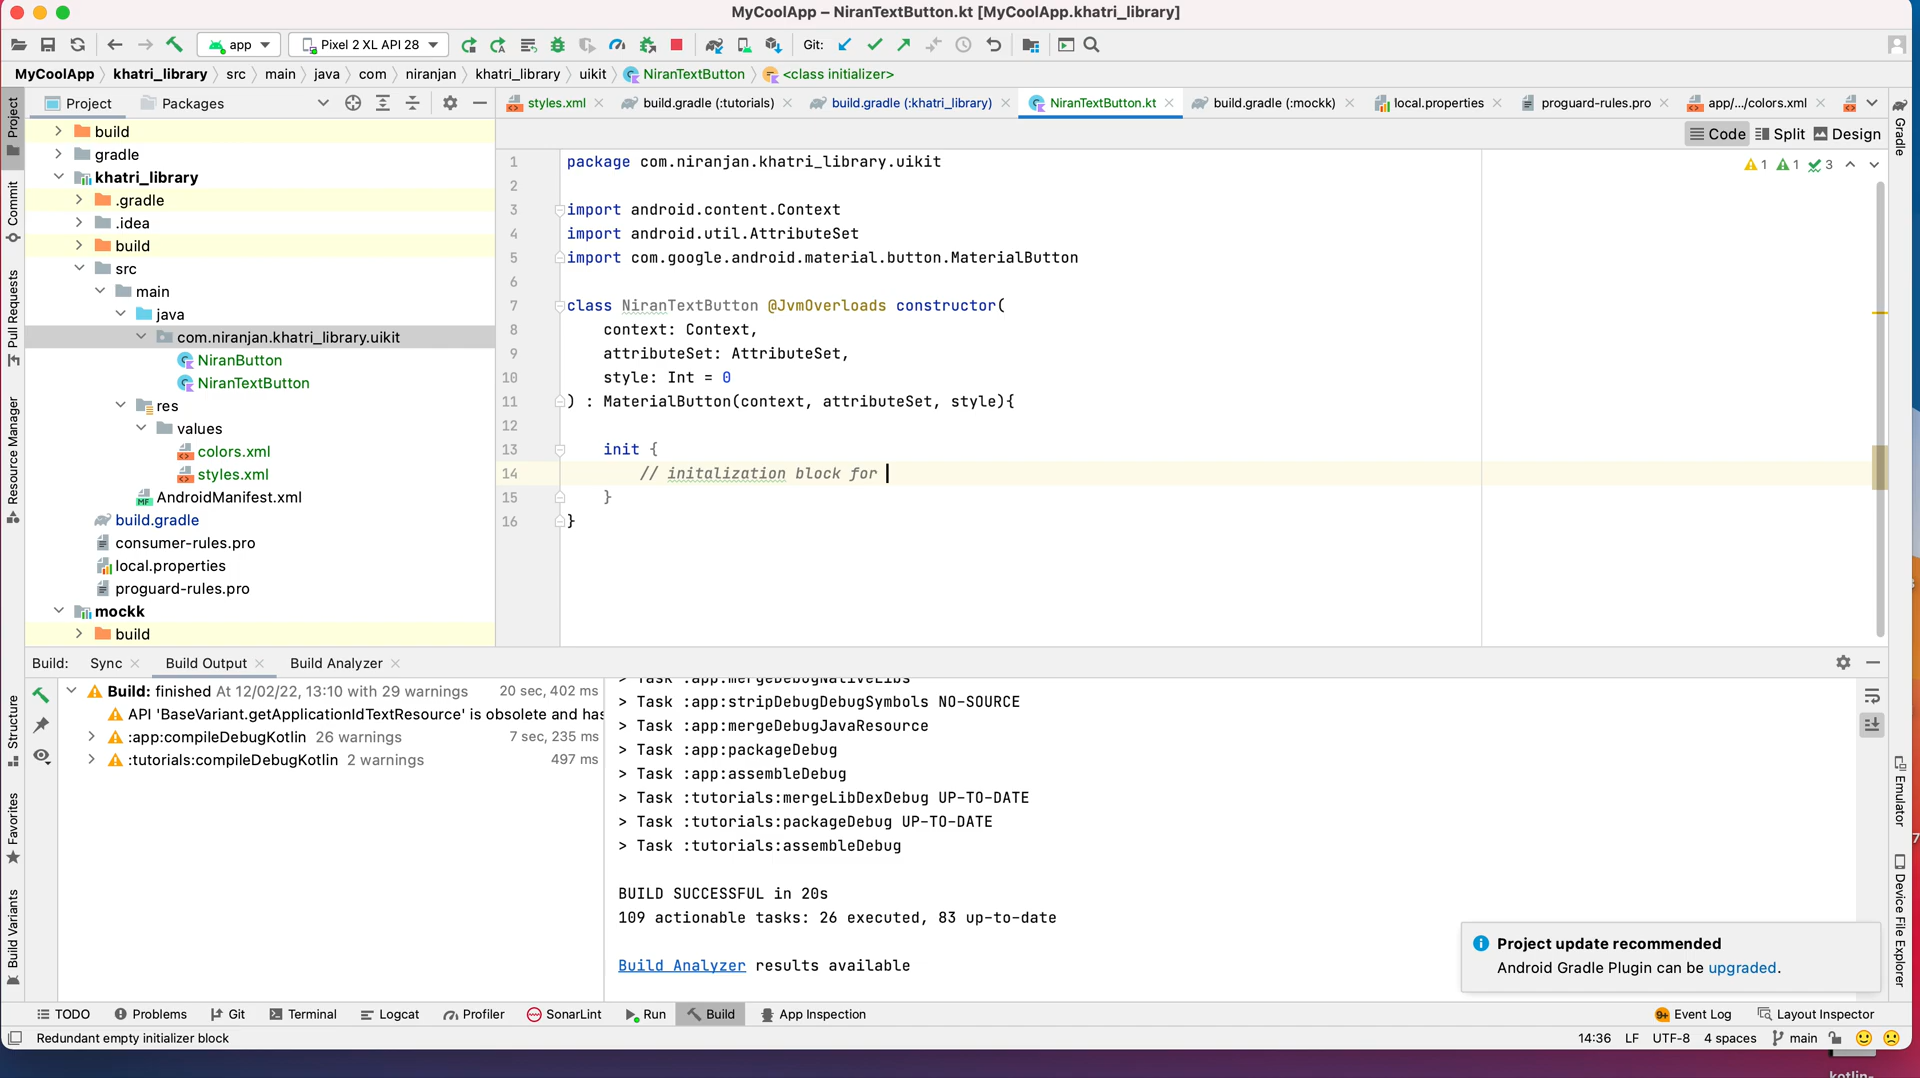 MyCoolApp – NiranTextButton.kt [MyCoolApp.khatri_library]
app
Pixel 2 XL API 28
Git:
MyCoolApp khatri_library src main java com niranjan khatri_library uikit NiranTextButton <class initializer>
Project Packages
styles.xml build.gradle (:tutorials) build.gradle (:khatri_library) NiranTextButton.kt build.gradle (:mockk) local.properties proguard-rules.pro app/.../colors.xml
Code Split Design
1 1 3
Project
Commit
Pull Requests
Resource Manager
Structure
Favorites
Build Variants
build
gradle
khatri_library
.gradle
.idea
build
src
main
java
com.niranjan.khatri_library.uikit
NiranButton
NiranTextButton
res
values
colors.xml
styles.xml
AndroidManifest.xml
build.gradle
consumer-rules.pro
local.properties
proguard-rules.pro
mockk
build
1 package com.niranjan.khatri_library.uikit
2
3 import android.content.Context
4 import android.util.AttributeSet
5 import com.google.android.material.button.MaterialButton
6
7 class NiranTextButton @JvmOverloads constructor(
8 context: Context,
9 attributeSet: AttributeSet,
10 style: Int = 0
11 ) : MaterialButton(context, attributeSet, style){
12
13 init {
14 // initalization block for
15 }
16 }
Gradle
Emulator
Device File Explorer
Build: Sync Build Output Build Analyzer
Build: finished At 12/02/22, 13:10 with 29 warnings 20 sec, 402 ms
API 'BaseVariant.getApplicationIdTextResource' is obsolete and has
:app:compileDebugKotlin 26 warnings 7 sec, 235 ms
:tutorials:compileDebugKotlin 2 warnings 497 ms
> Task :app:mergeDebugNativeLibs
> Task :app:stripDebugDebugSymbols NO-SOURCE
> Task :app:mergeDebugJavaResource
> Task :app:packageDebug
> Task :app:assembleDebug
> Task :tutorials:mergeLibDexDebug UP-TO-DATE
> Task :tutorials:packageDebug UP-TO-DATE
> Task :tutorials:assembleDebug
BUILD SUCCESSFUL in 20s
109 actionable tasks: 26 executed, 83 up-to-date
Build Analyzer results available
Project update recommended
Android Gradle Plugin can be upgraded.
TODO Problems Git Terminal Logcat Profiler SonarLint Run Build App Inspection
9+ Event Log Layout Inspector
Redundant empty initializer block
14:36 LF UTF-8 4 spaces main
kotlin-